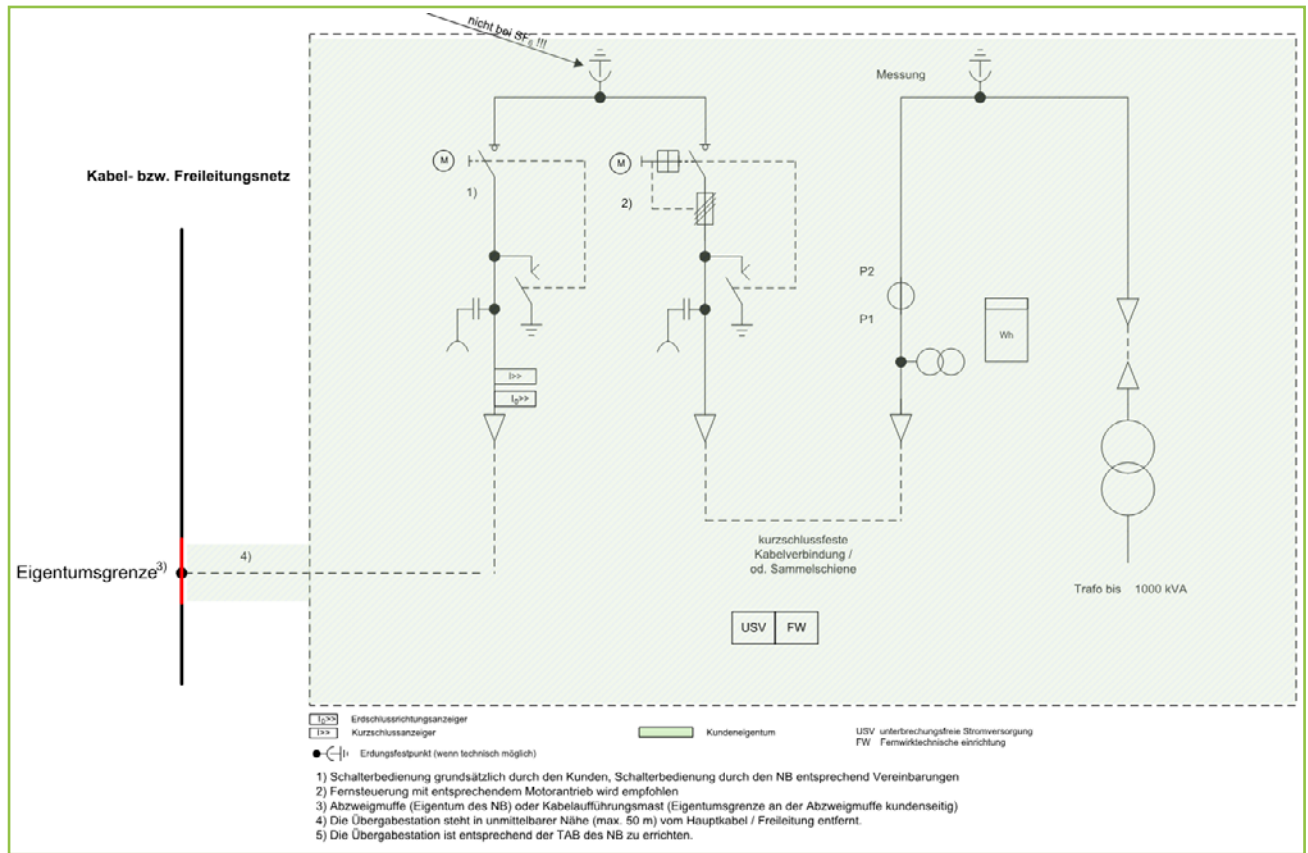 nicht bei SF6 !!!
Messung
M
M
Kabel- bzw. Freileitungsnetz
1)
2)
P2
P1
Wh
I>>
I0>>
4)
Eigentumsgrenze3)
kurzschlussfeste
Kabelverbindung /
od. Sammelschiene
Trafo bis 1000 kVA
USV FW
I0>> Erdschlussrichtungsanzeiger
I>> Kurzschlussanzeiger
Kundeneigentum
USV unterbrechungsfreie Stromversorgung
FW Fernwirktechnische einrichtung
Erdungsfestpunkt (wenn technisch möglich)
1) Schalterbedienung grundsätzlich durch den Kunden, Schalterbedienung durch den NB entsprechend Vereinbarungen
2) Fernsteuerung mit entsprechendem Motorantrieb wird empfohlen
3) Abzweigmuffe (Eigentum des NB) oder Kabelaufführungsmast (Eigentumsgrenze an der Abzweigmuffe kundenseitig)
4) Die Übergabestation steht in unmittelbarer Nähe (max. 50 m) vom Hauptkabel / Freileitung entfernt.
5) Die Übergabestation ist entsprechend der TAB des NB zu errichten.